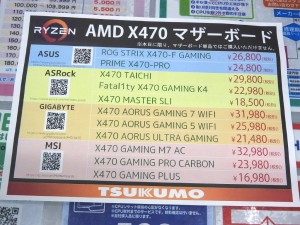 RYZEN AMD X470 マザーボード
ASUS
ROG STRIX X470-F GAMING ¥26,800
PRIME X470-PRO ¥24,800
ASRock
X470 TAICHI ¥29,800
Fatal1ty X470 GAMING K4 ¥22,980
X470 MASTER SLI ¥18,500
GIGABYTE
X470 AORUS GAMING 7 WIFI ¥31,980
X470 AORUS GAMING 5 WIFI ¥25,980
X470 AORUS ULTRA GAMING ¥21,480
MSI
X470 GAMING M7 AC ¥32,980
X470 GAMING PRO CARBON ¥23,980
X470 GAMING PLUS ¥16,980
TSUKUMO